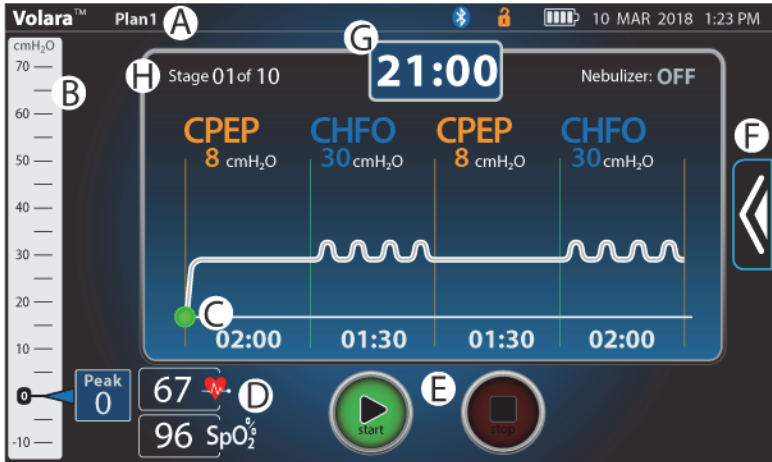 Volara™ Plan1 A 10 MAR 2018 1:23 PM
cmH₂O
70
60
50
40
30
20
10
0
-10
B
G
21:00
H Stage 01 of 10
Nebulizer: OFF
CPEP CHFO CPEP CHFO
8 cmH₂O 30 cmH₂O 8 cmH₂O 30 cmH₂O
F
C
02:00 01:30 01:30 02:00
Peak
0
67
D
96 SpO₂%
E
start
stop